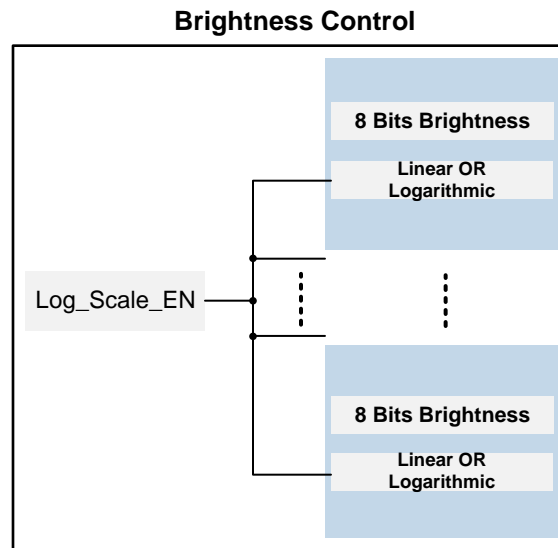 Brightness Control
8 Bits Brightness
Linear OR
Logarithmic
Log_Scale_EN
8 Bits Brightness
Linear OR
Logarithmic